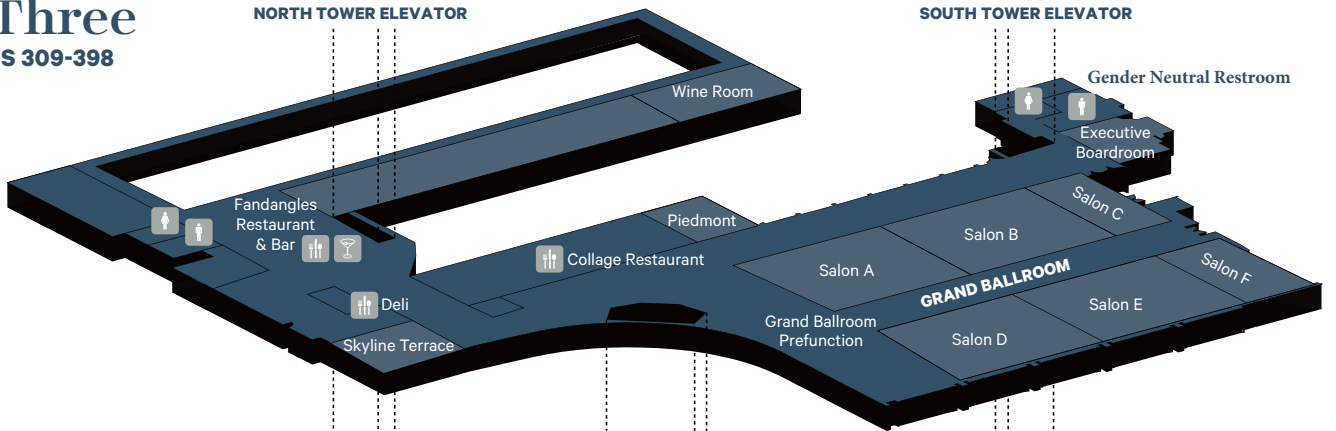 Three
S 309-398
NORTH TOWER ELEVATOR
SOUTH TOWER ELEVATOR
Gender Neutral Restroom
Wine Room
Executive
Boardroom
Fandangles
Restaurant
& Bar
Piedmont
Salon C
Salon B
Collage Restaurant
Salon A
GRAND BALLROOM
Salon F
Deli
Salon E
Grand Ballroom
Prefunction
Salon D
Skyline Terrace